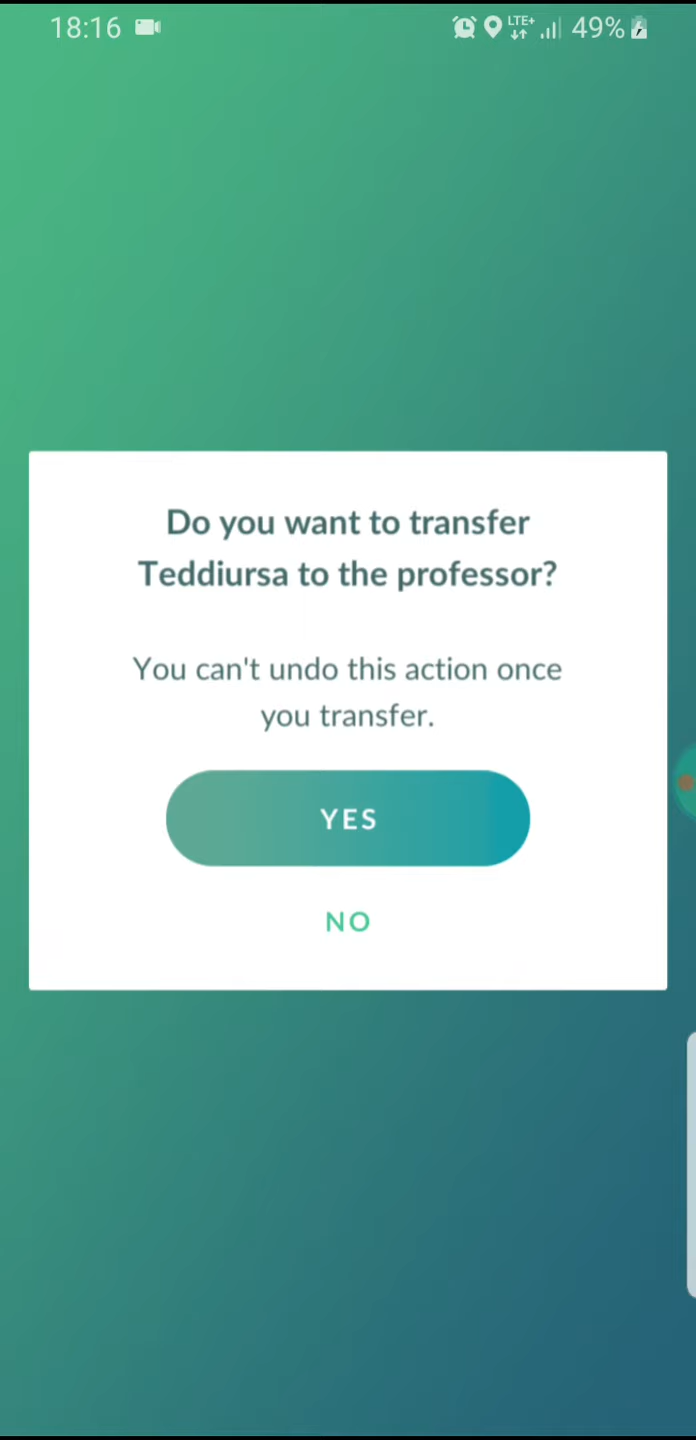 18:16 LTE+ 49%
Do you want to transfer
Teddiursa to the professor?
You can't undo this action once
you transfer.
YES
NO